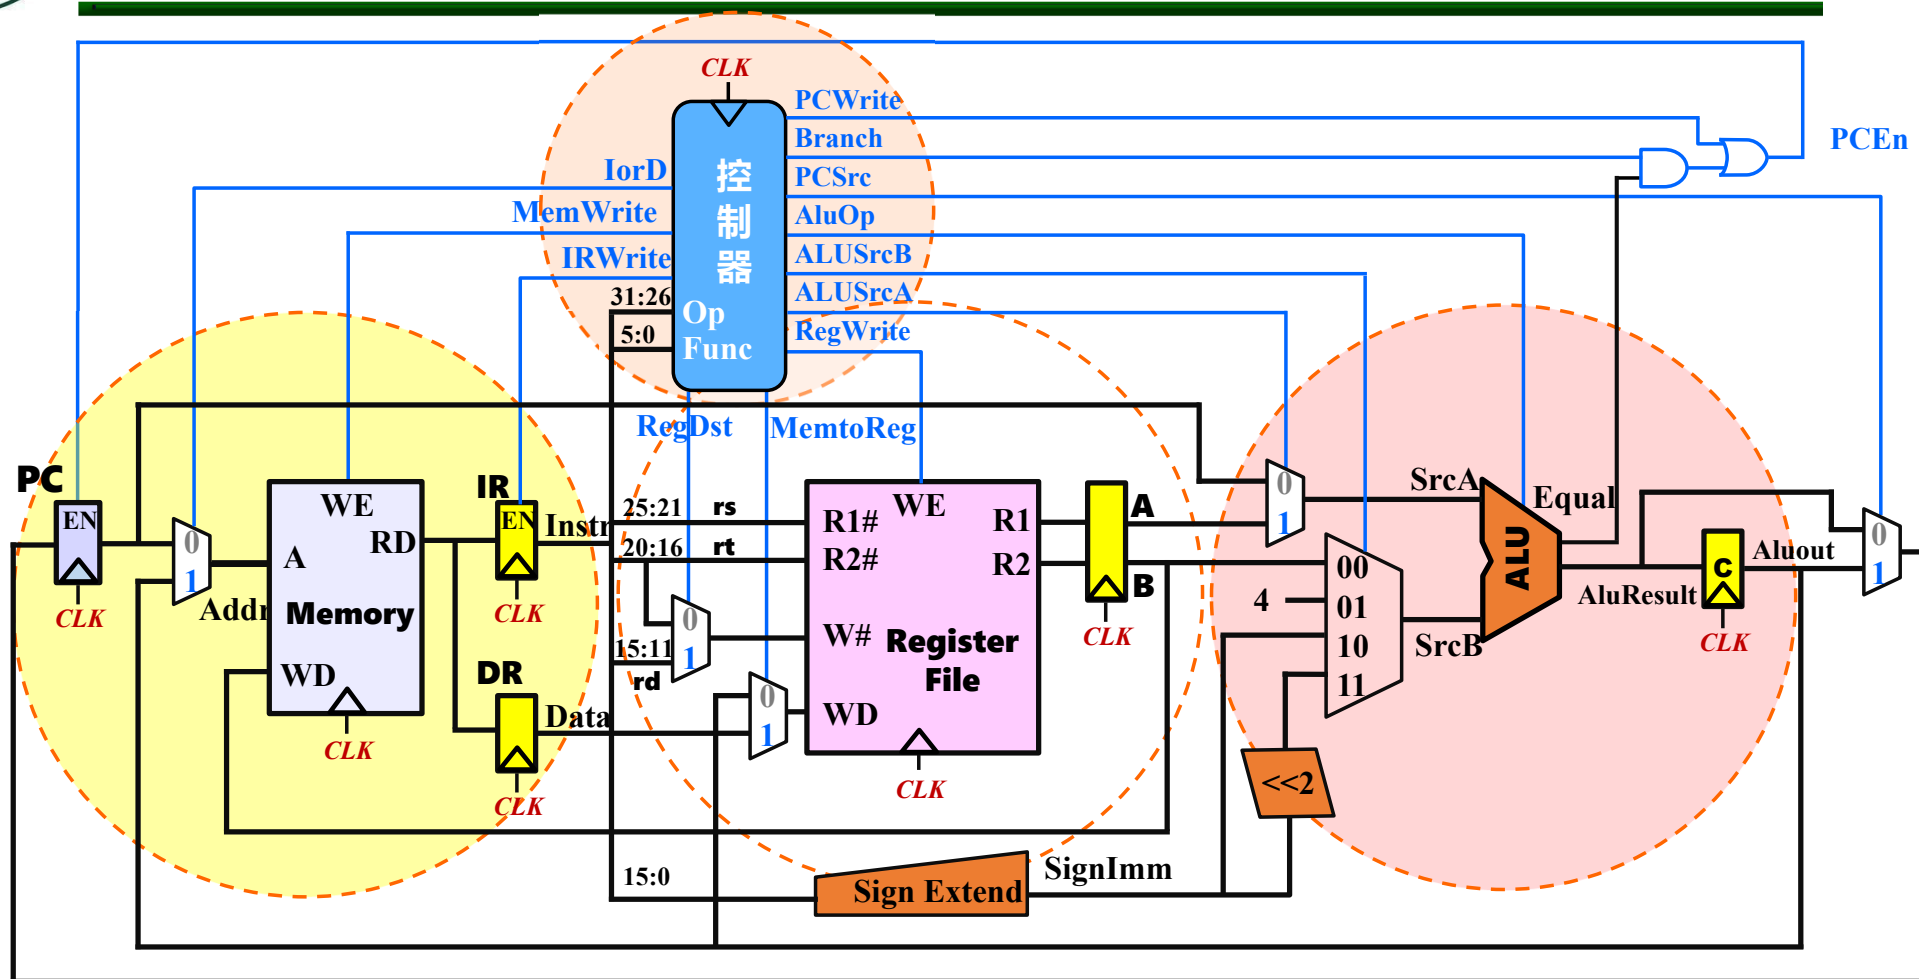 CLK
PCWrite
Branch
PCEn
控
制
器
IorD
PCSrc
MemWrite
AluOp
IRWrite
ALUSrcB
31:26
Op
ALUSrcA
5:0
Func
RegWrite
RegDst
MemtoReg
PC
EN
CLK
0
1
Addr
WE
A
RD
Memory
WD
CLK
IR
EN
Instr
CLK
DR
Data
CLK
25:21 rs
20:16 rt
0
1
15:11
rd
0
1
WE
R1#
R1
R2#
R2
W#
Register
File
WD
CLK
A
B
CLK
15:0
Sign Extend
SignImm
0
1
4
00
01
10
11
<<2
SrcA
SrcB
ALU
Equal
AluResult
C
CLK
Aluout
0
1